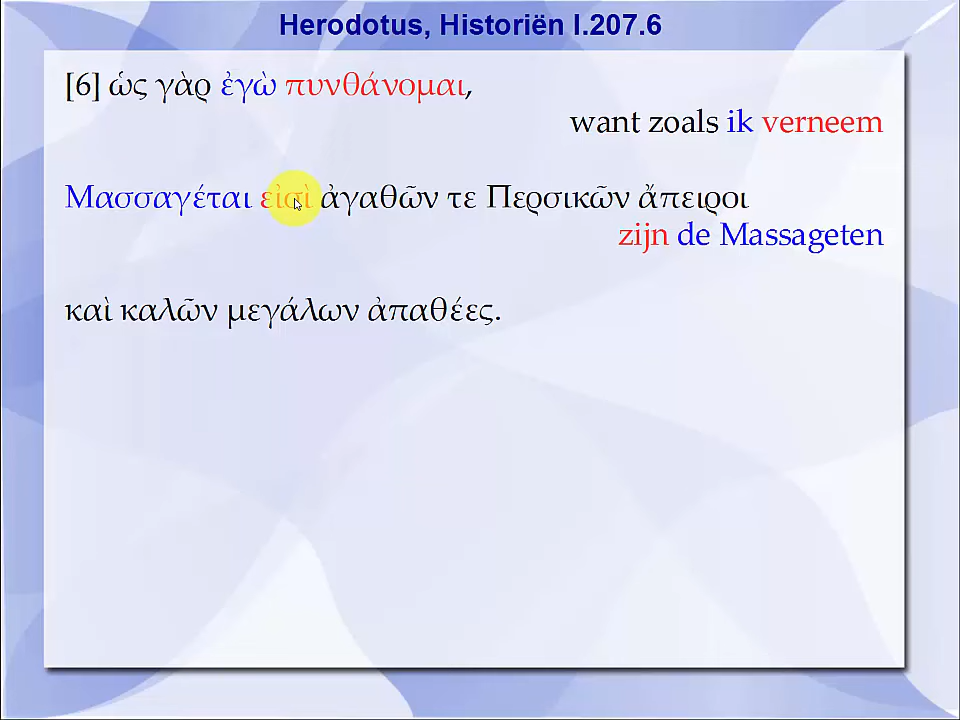 Herodotus, Historiën I.207.6
[6] ὡς γὰρ ἐγὼ πυνθάνομαι,
want zoals ik verneem
Μασσαγέται εἰσὶ ἀγαθῶν τε Περσικῶν ἄπειροι
zijn de Massageten
καὶ καλῶν μεγάλων ἀπαθέες.